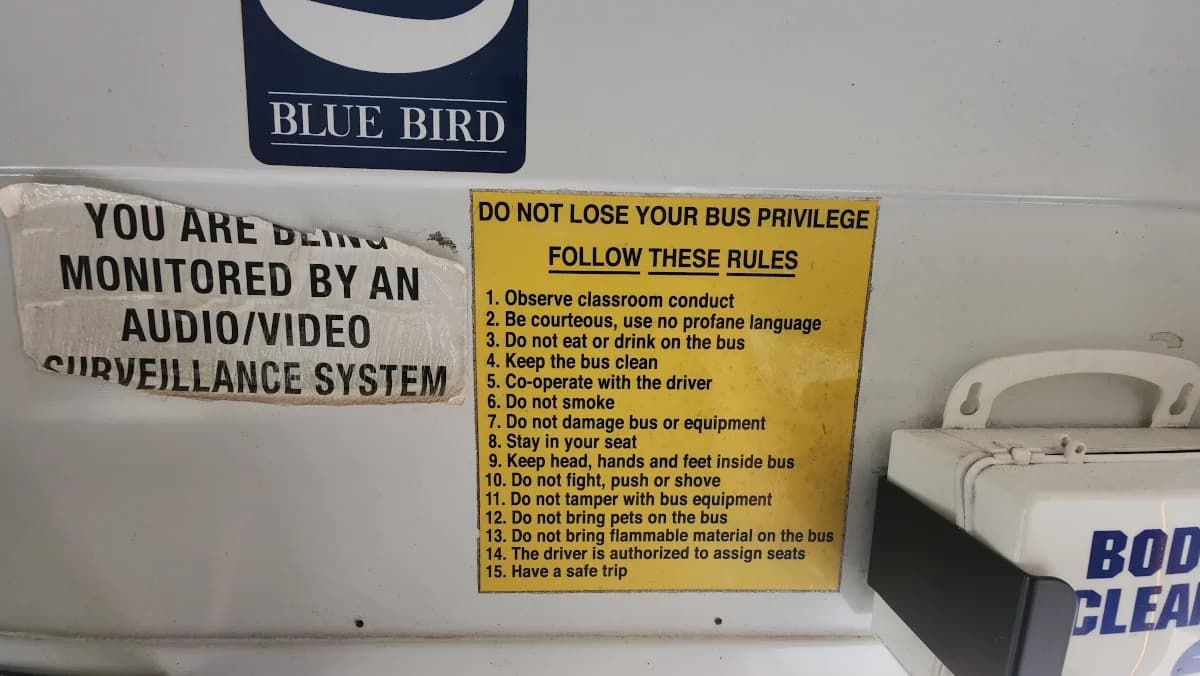 BLUE BIRD
YOU ARE BEING
MONITORED BY AN
AUDIO/VIDEO
SURVEILLANCE SYSTEM
DO NOT LOSE YOUR BUS PRIVILEGE
FOLLOW THESE RULES
1. Observe classroom conduct
2. Be courteous, use no profane language
3. Do not eat or drink on the bus
4. Keep the bus clean
5. Co-operate with the driver
6. Do not smoke
7. Do not damage bus or equipment
8. Stay in your seat
9. Keep head, hands and feet inside bus
10. Do not fight, push or shove
11. Do not tamper with bus equipment
12. Do not bring pets on the bus
13. Do not bring flammable material on the bus
14. The driver is authorized to assign seats
15. Have a safe trip
BOD
CLEA